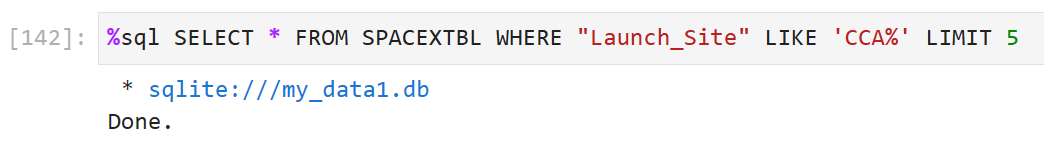 [142]: %sql SELECT * FROM SPACEXTBL WHERE "Launch_Site" LIKE 'CCA%' LIMIT 5
* sqlite:///my_data1.db
Done.